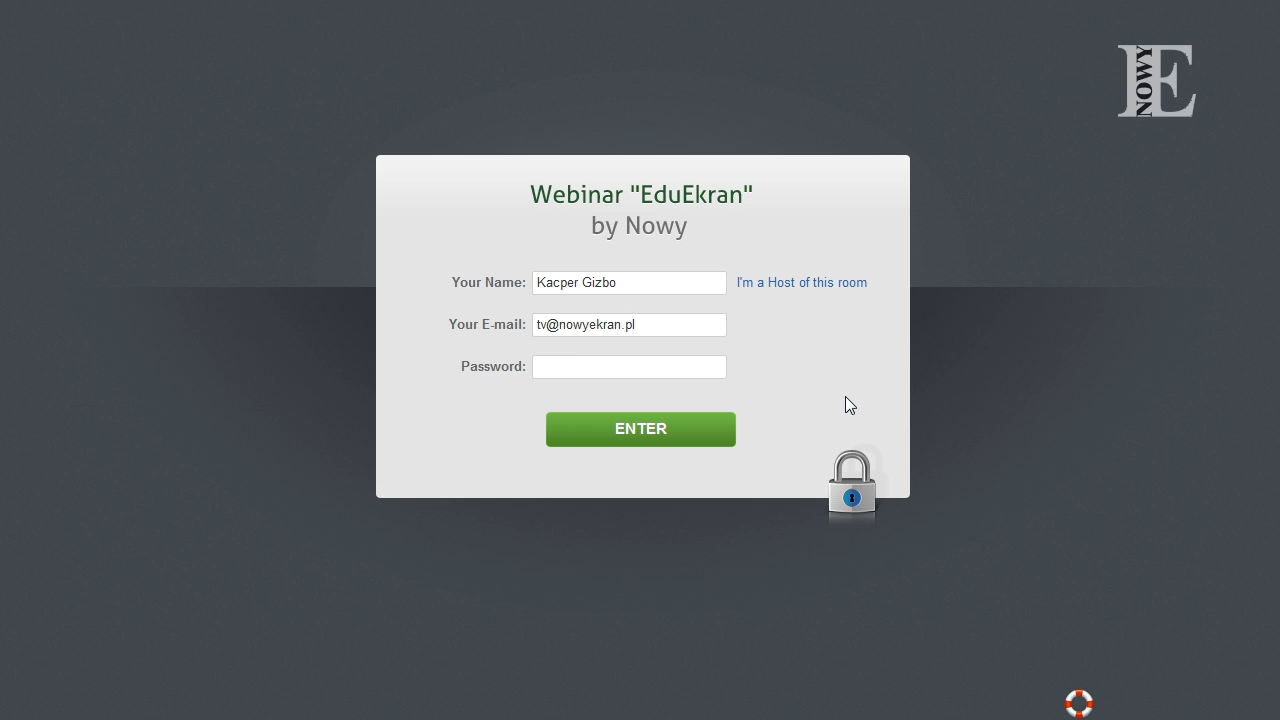 NOWY E
Webinar "EduEkran"
by Nowy
Your Name: Kacper Gizbo I'm a Host of this room
Your E-mail: tv@nowyekran.pl
Password:
ENTER